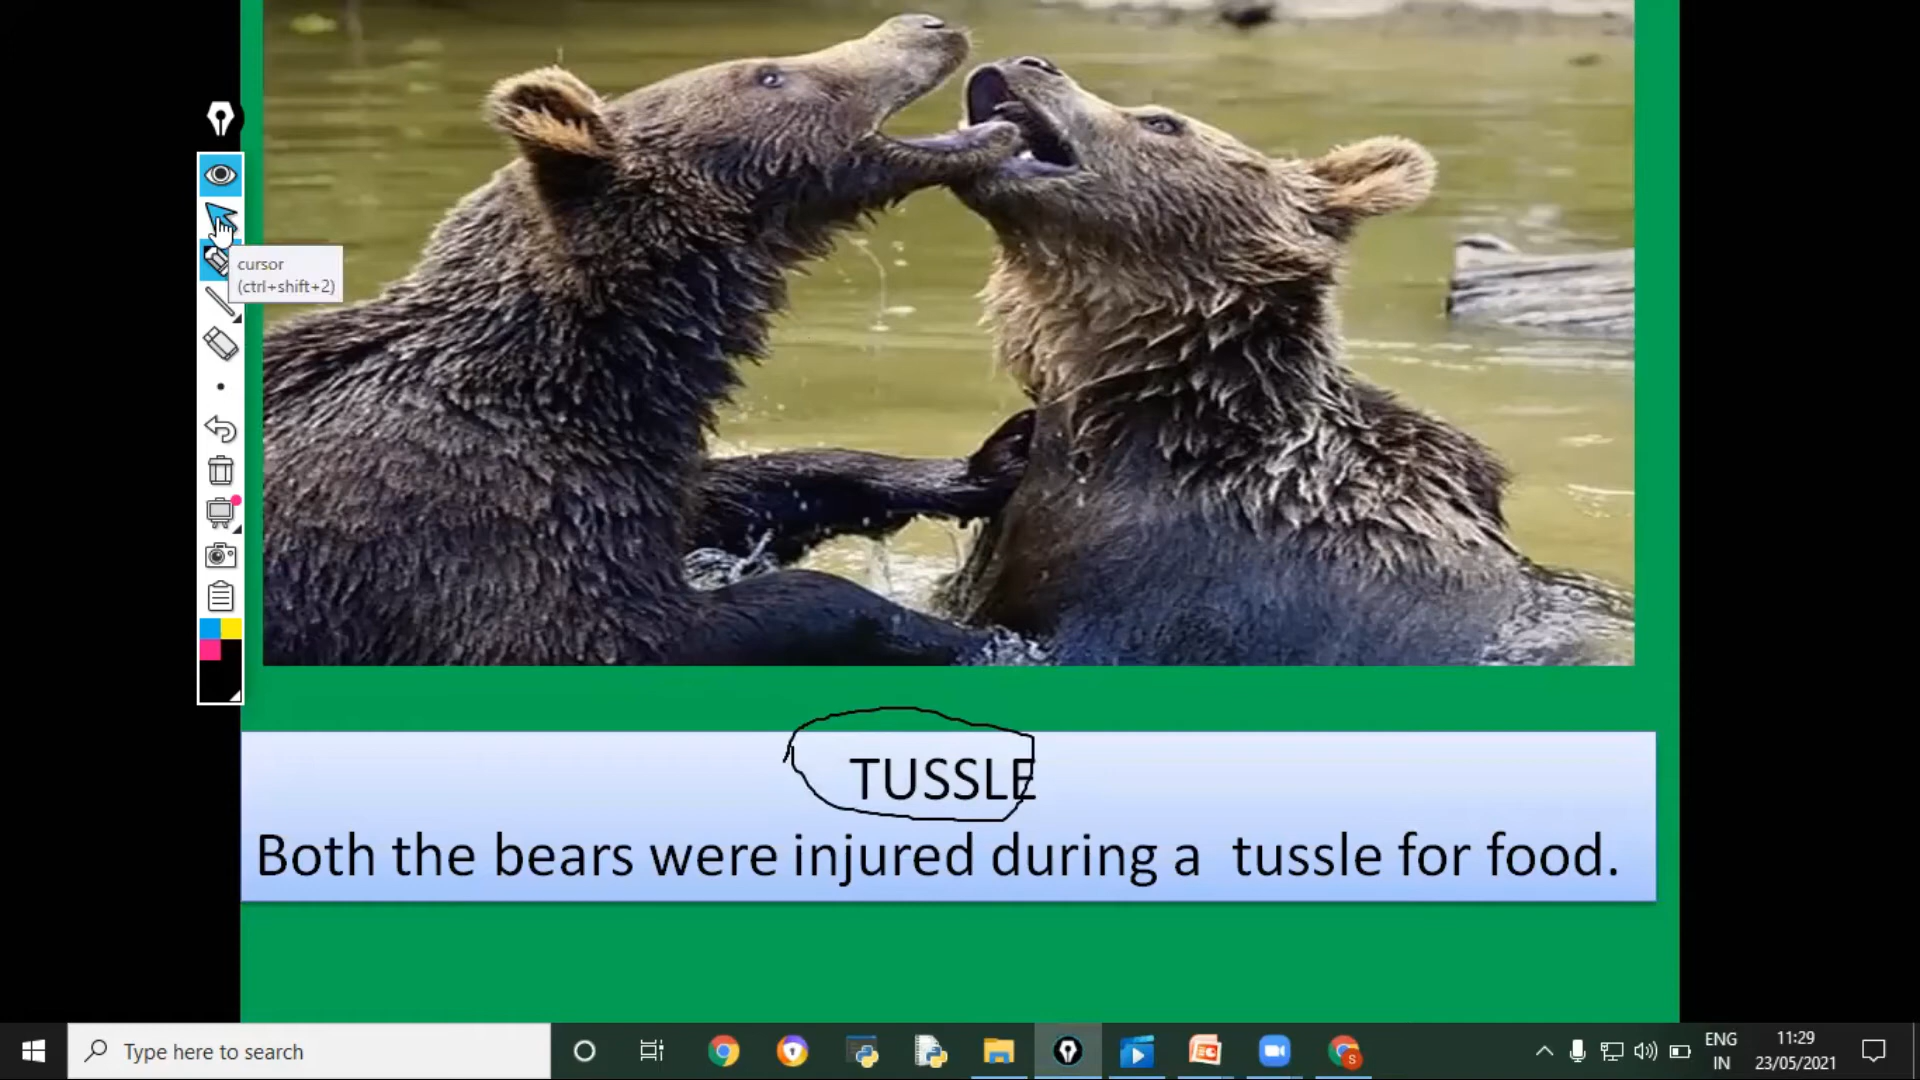 cursor
(ctrl+shift+2)
TUSSLE
Both the bears were injured during a  tussle for food.
Type here to search
S
ENG
IN
11:29
23/05/2021